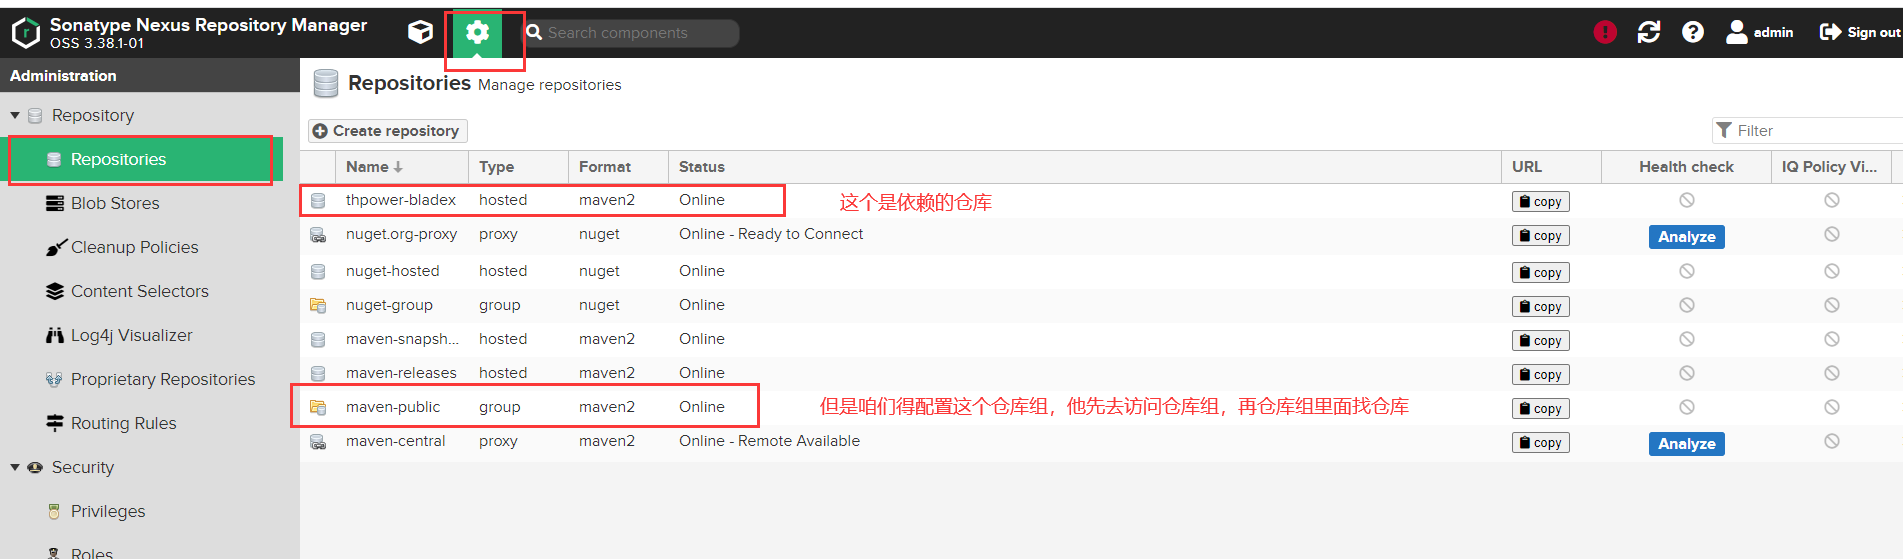 Sonatype Nexus Repository Manager
OSS 3.38.1-01
Search components
admin
Sign out
Administration
Repositories Manage repositories
Repository
Create repository
Filter
Repositories
Name Type Format Status URL Health check IQ Policy Vi...
thpower-bladex hosted maven2 Online 这个是依赖的仓库 copy
Blob Stores
nuget.org-proxy proxy nuget Online - Ready to Connect copy Analyze
Cleanup Policies
nuget-hosted hosted nuget Online copy
Content Selectors
nuget-group group nuget Online copy
Log4j Visualizer
maven-snapsh... hosted maven2 Online copy
Proprietary Repositories
maven-releases hosted maven2 Online copy
maven-public group maven2 Online 但是咱们得配置这个仓库组，他先去访问仓库组，再仓库组里面找仓库 copy
Routing Rules
maven-central proxy maven2 Online - Remote Available copy Analyze
Security
Privileges
Roles